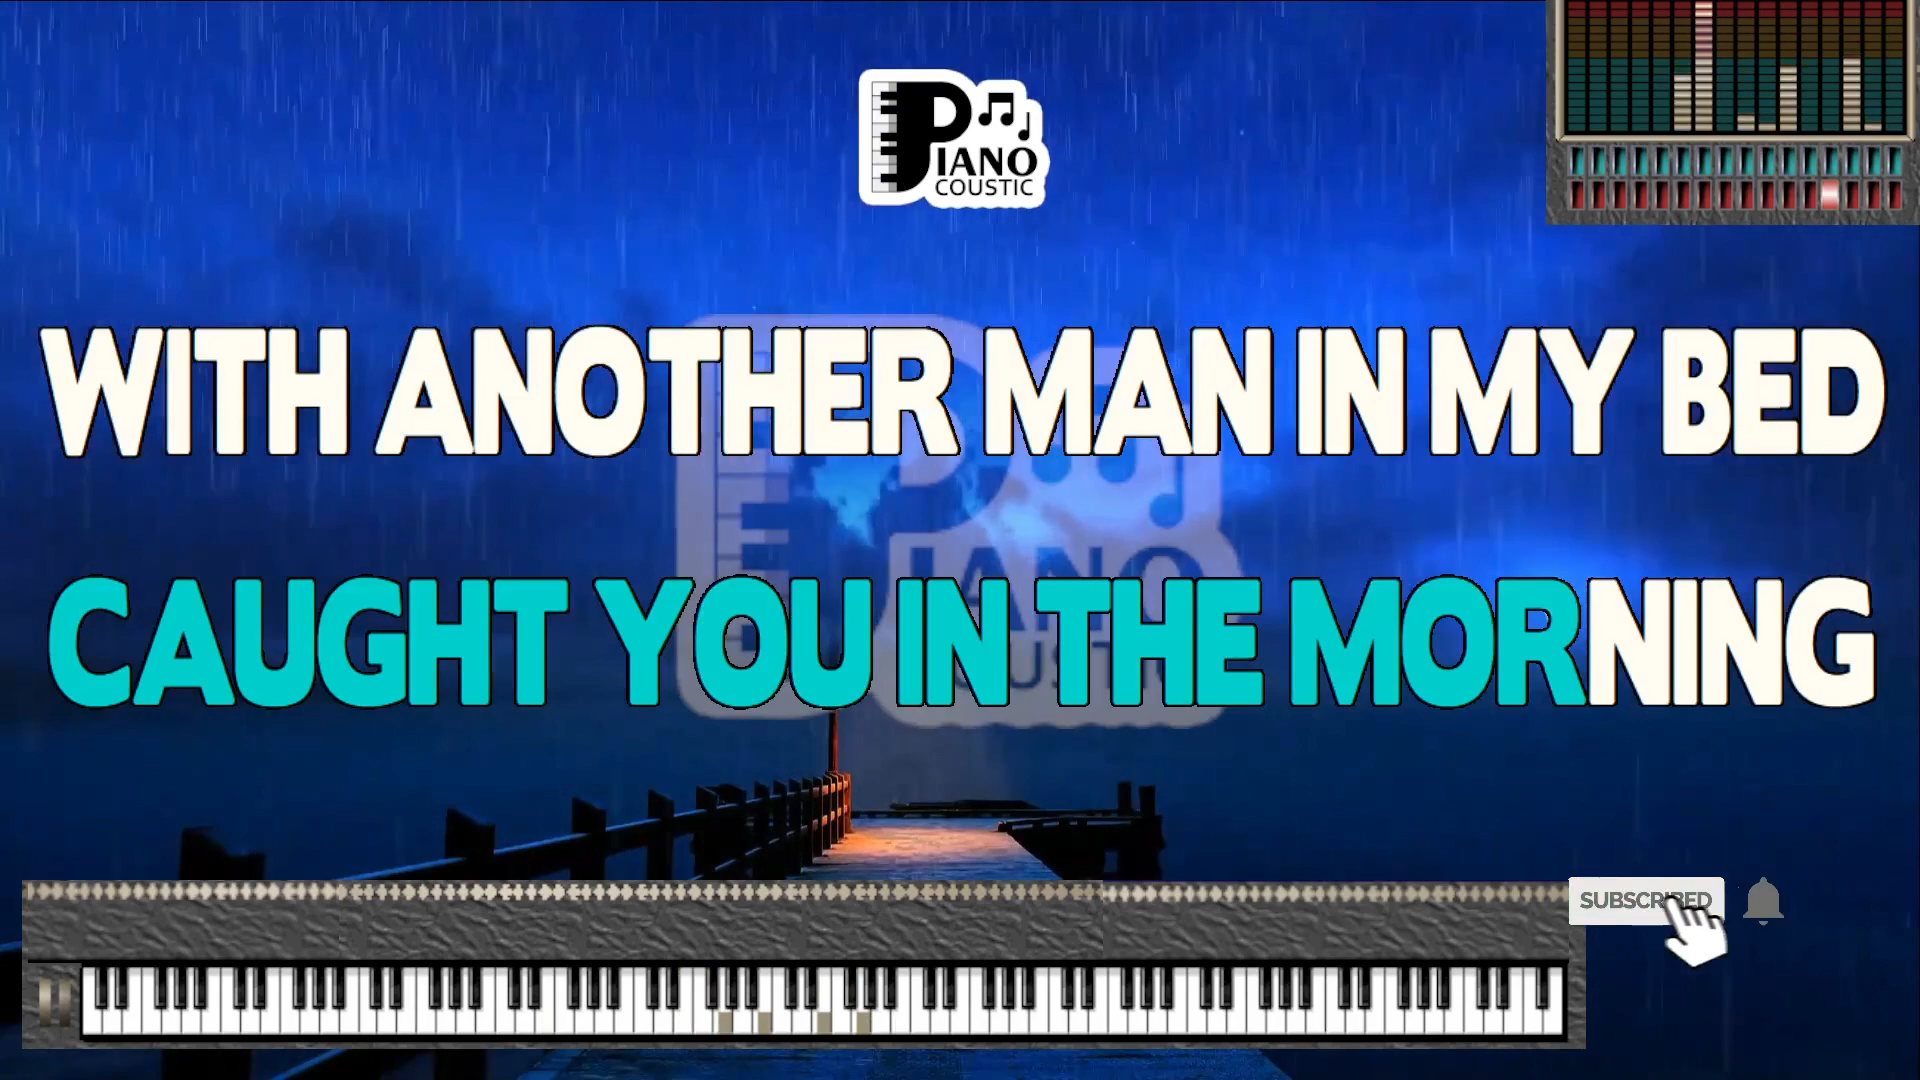 PIANO
COUSTIC
WITH ANOTHER MAN IN MY BED
CAUGHT YOU IN THE MORNING
SUBSCRIBED